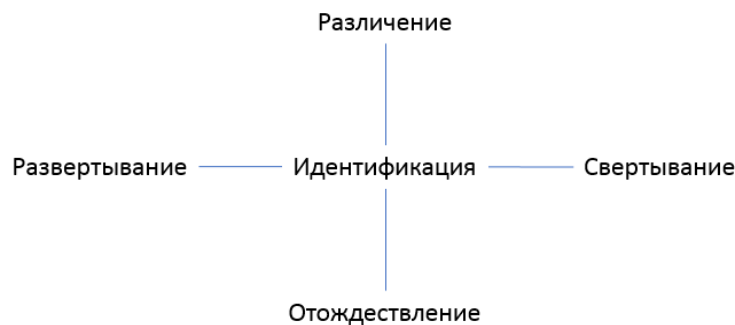 Различение
Развертывание Идентификация Свертывание
Отождествление